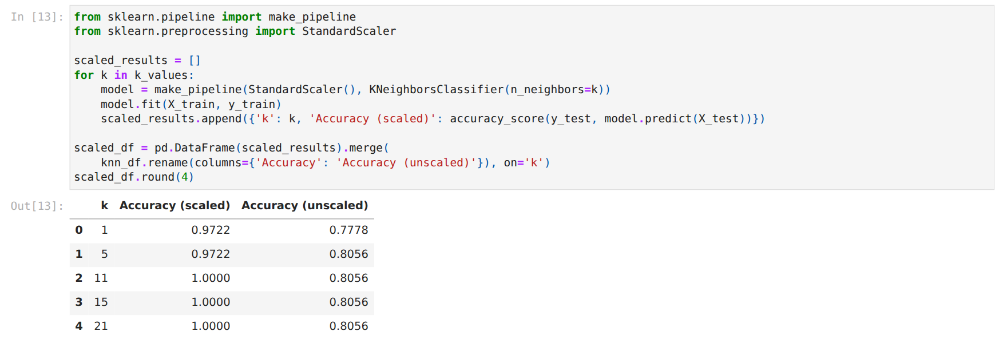 In [13]: from sklearn.pipeline import make_pipeline
from sklearn.preprocessing import StandardScaler

scaled_results = []
for k in k_values:
    model = make_pipeline(StandardScaler(), KNeighborsClassifier(n_neighbors=k))
    model.fit(X_train, y_train)
    scaled_results.append({'k': k, 'Accuracy (scaled)': accuracy_score(y_test, model.predict(X_test))})

scaled_df = pd.DataFrame(scaled_results).merge(
    knn_df.rename(columns={'Accuracy': 'Accuracy (unscaled)'}), on='k')
scaled_df.round(4)
Out[13]: k Accuracy (scaled) Accuracy (unscaled)
0 1 0.9722 0.7778
1 5 0.9722 0.8056
2 11 1.0000 0.8056
3 15 1.0000 0.8056
4 21 1.0000 0.8056